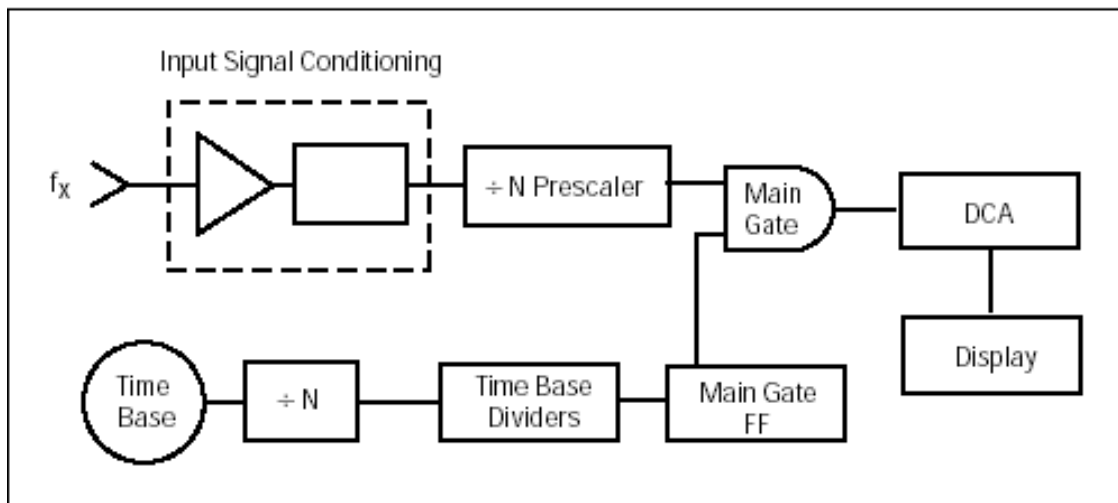 Input Signal Conditioning
fx
÷ N Prescaler
Main
Gate
DCA
Display
Time
Base
÷ N
Time Base
Dividers
Main Gate
FF